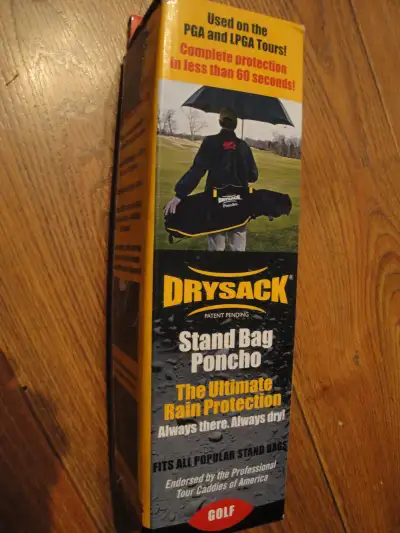 Used on the
PGA and LPGA Tours!
Complete protection
in less than 60 seconds!
DRYSACK
Poncho
DRYSACK®
PATENT PENDING
Stand Bag
Poncho
The Ultimate
Rain Protection
Always there. Always dry!
FITS ALL POPULAR STAND BAGS
Endorsed by the Professional
Tour Caddies of America
GOLF